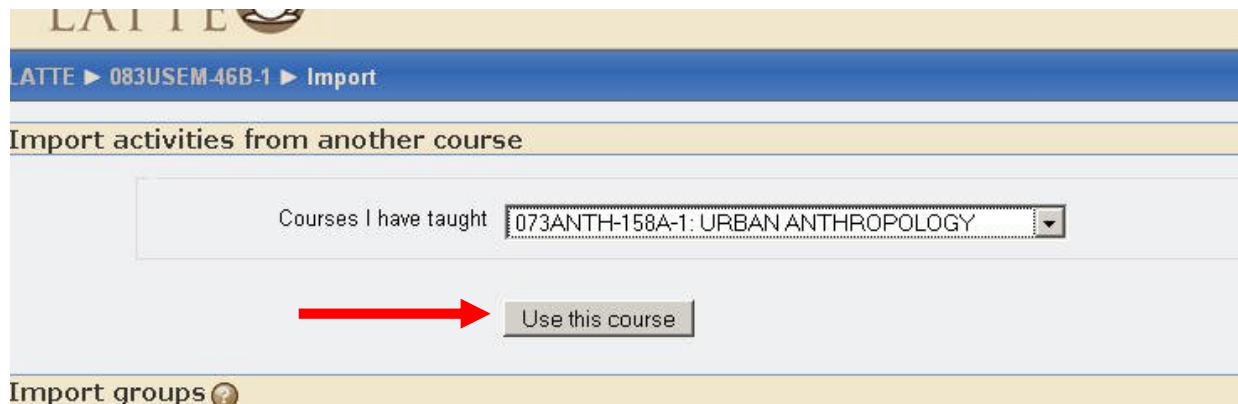 LATTE
LATTE ► 083USEM-46B-1 ► Import
Import activities from another course
Courses I have taught 073ANTH-158A-1: URBAN ANTHROPOLOGY
Use this course
Import groups